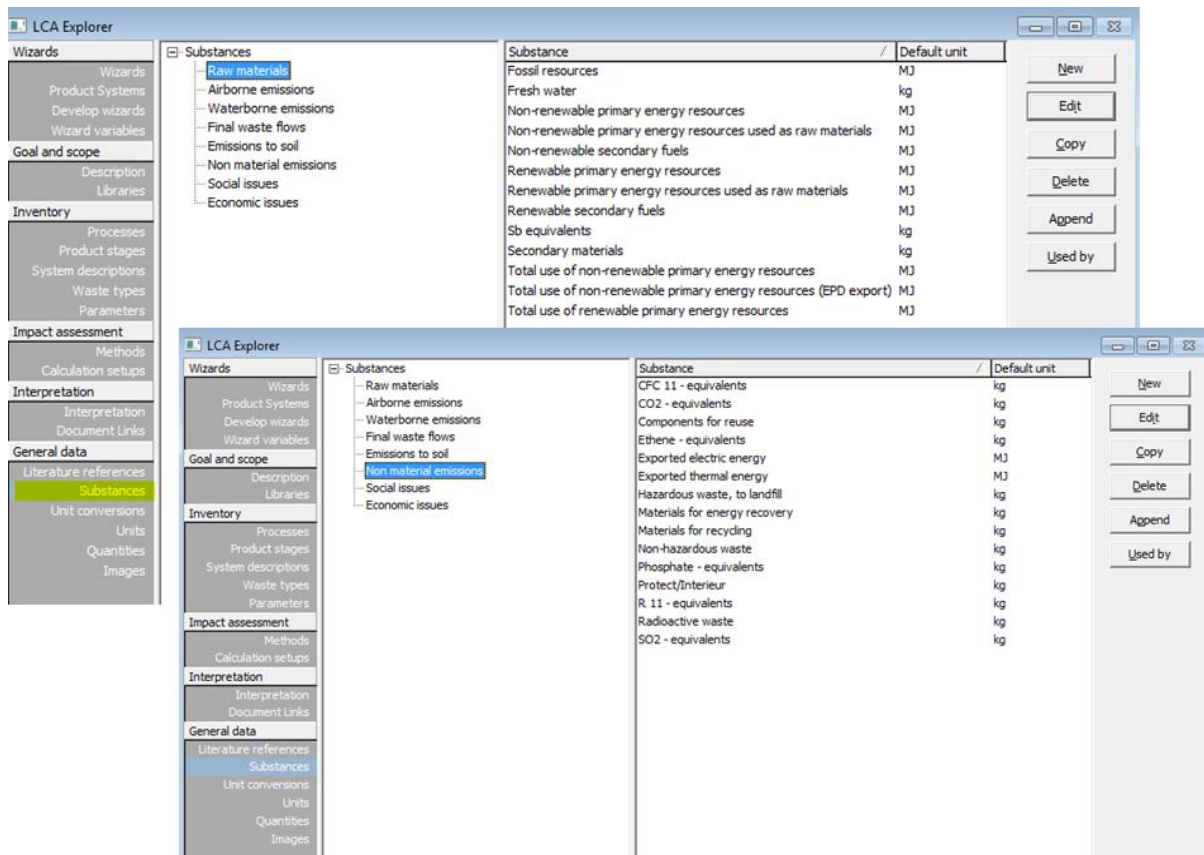 LCA Explorer
Wizards
Wizards
Product Systems
Develop wizards
Wizard variables
Goal and scope
Description
Libraries
Inventory
Processes
Product stages
System descriptions
Waste types
Parameters
Impact assessment
Methods
Calculation setups
Interpretation
Interpretation
Document Links
General data
Literature references
Substances
Unit conversions
Units
Quantities
Images
Substances
Raw materials
Airborne emissions
Waterborne emissions
Final waste flows
Emissions to soil
Non material emissions
Social issues
Economic issues
Substance / Default unit
Fossil resources MJ
Fresh water kg
Non-renewable primary energy resources MJ
Non-renewable primary energy resources used as raw materials MJ
Non-renewable secondary fuels MJ
Renewable primary energy resources MJ
Renewable primary energy resources used as raw materials MJ
Renewable secondary fuels MJ
Sb equivalents kg
Secondary materials kg
Total use of non-renewable primary energy resources MJ
Total use of non-renewable primary energy resources (EPD export) MJ
Total use of renewable primary energy resources MJ
New
Edit
Copy
Delete
Append
Used by
LCA Explorer
Wizards
Wizards
Product Systems
Develop wizards
Wizard variables
Goal and scope
Description
Libraries
Inventory
Processes
Product stages
System descriptions
Waste types
Parameters
Impact assessment
Methods
Calculation setups
Interpretation
Interpretation
Document Links
General data
Literature references
Substances
Unit conversions
Units
Quantities
Images
Substances
Raw materials
Airborne emissions
Waterborne emissions
Final waste flows
Emissions to soil
Non material emissions
Social issues
Economic issues
Substance / Default unit
CFC 11 - equivalents kg
CO2 - equivalents kg
Components for reuse kg
Ethene - equivalents kg
Exported electric energy MJ
Exported thermal energy MJ
Hazardous waste, to landfill kg
Materials for energy recovery kg
Materials for recycling kg
Non-hazardous waste kg
Phosphate - equivalents kg
Protect/Interieur kg
R 11 - equivalents kg
Radioactive waste kg
SO2 - equivalents kg
New
Edit
Copy
Delete
Append
Used by